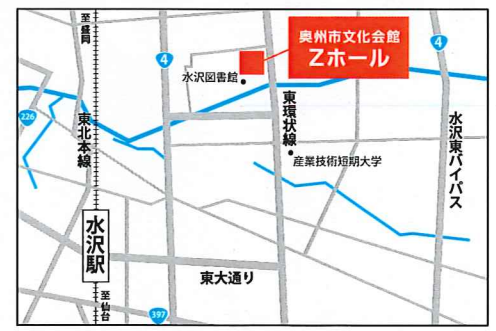 至盛岡
4
奥州市文化会館
Zホール
4
水沢図書館
226
東北本線
東環状線
水沢東バイパス
産業技術短期大学
水沢駅
東大通り
至仙台
397